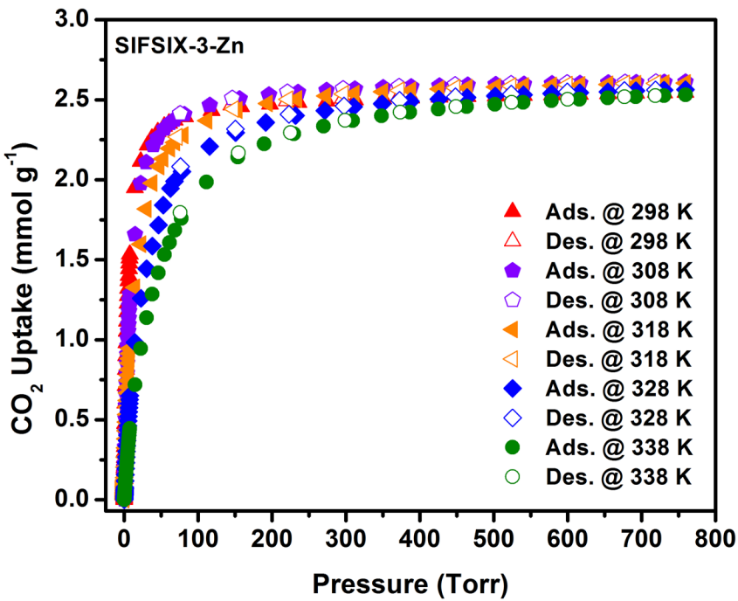 SIFSIX-3-Zn
CO₂ Uptake (mmol g⁻¹)
3.0
2.5
2.0
1.5
1.0
0.5
0.0
Ads. @ 298 K
Des. @ 298 K
Ads. @ 308 K
Des. @ 308 K
Ads. @ 318 K
Des. @ 318 K
Ads. @ 328 K
Des. @ 328 K
Ads. @ 338 K
Des. @ 338 K
0 100 200 300 400 500 600 700 800
Pressure (Torr)